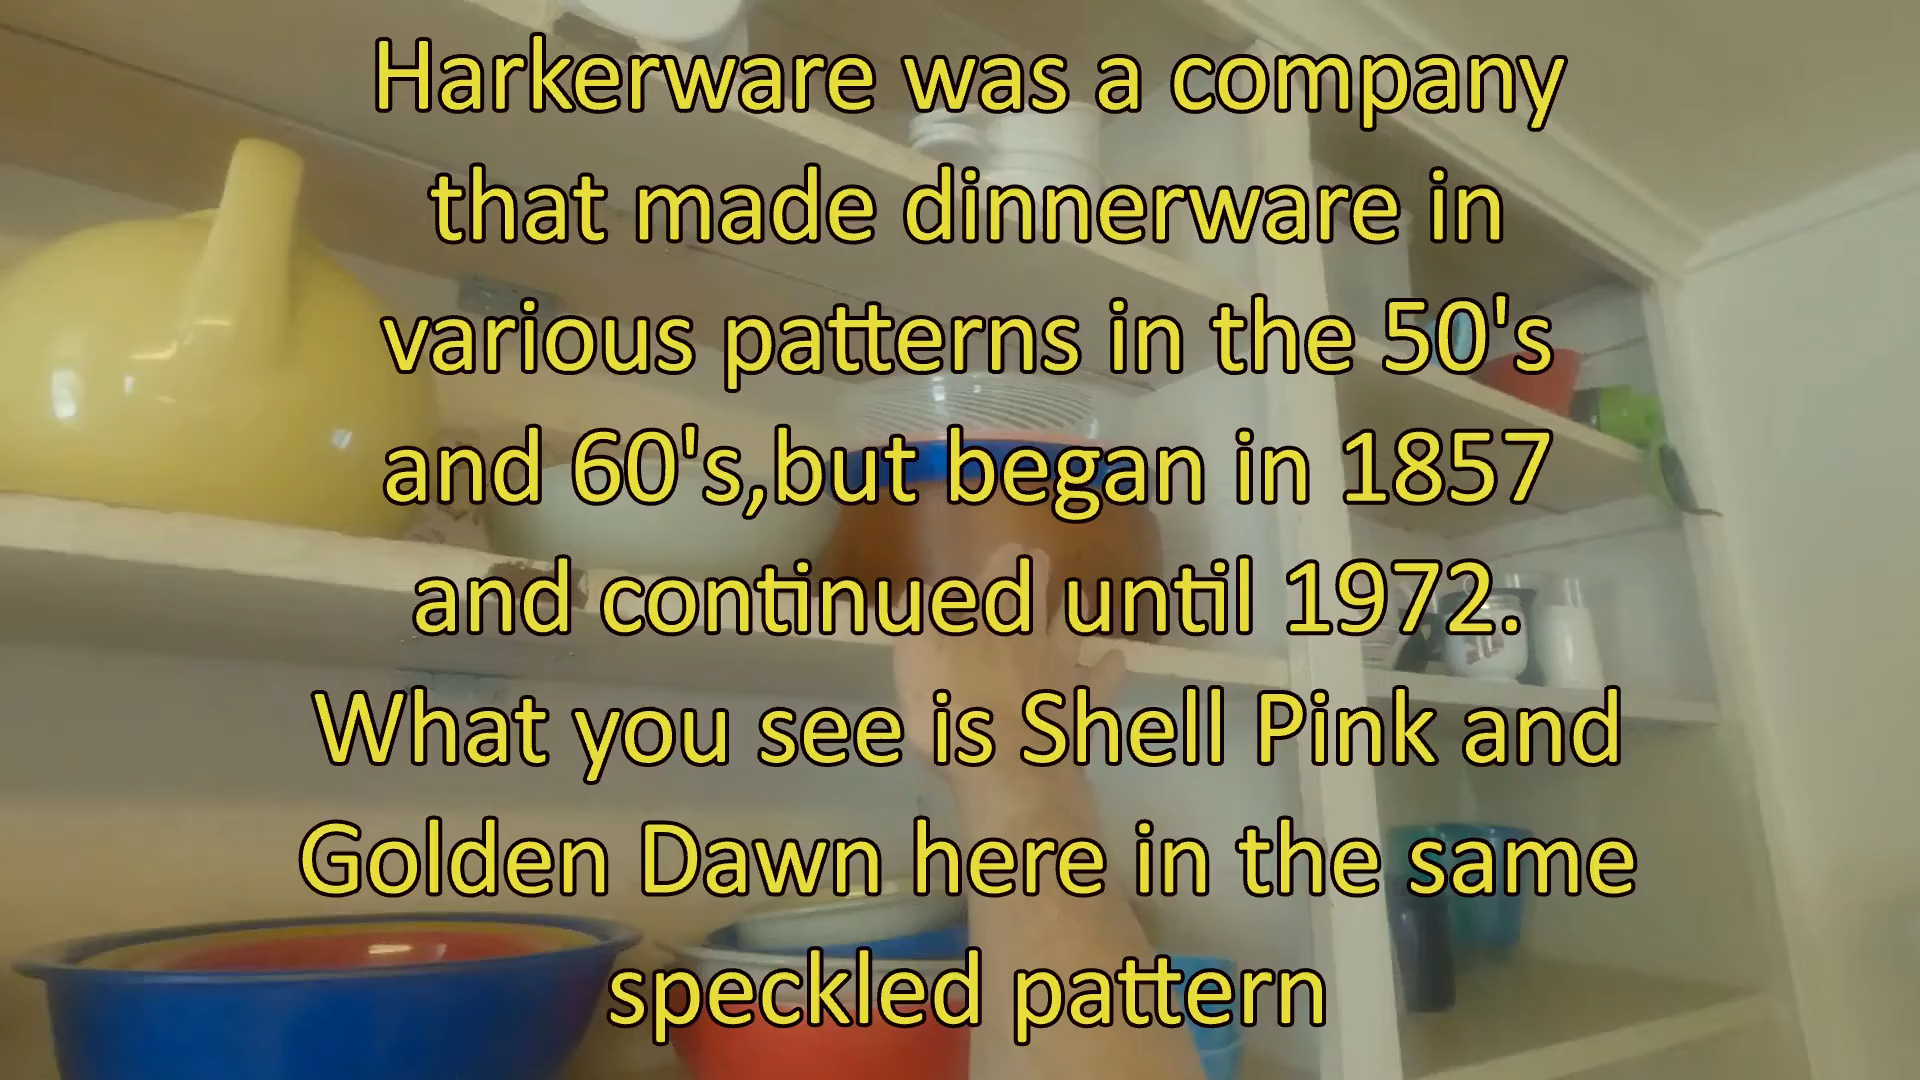 Harkerware was a company
that made dinnerware in
various patterns in the 50's
and 60's,but began in 1857
and continued until 1972.
What you see is Shell Pink and
Golden Dawn here in the same
speckled pattern